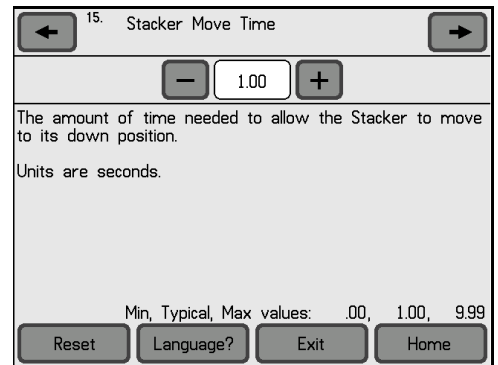 15. Stacker Move Time
− 1.00 +
The amount of time needed to allow the Stacker to move
to its down position.
Units are seconds.
Min, Typical, Max values: .00, 1.00, 9.99
Reset Language? Exit Home